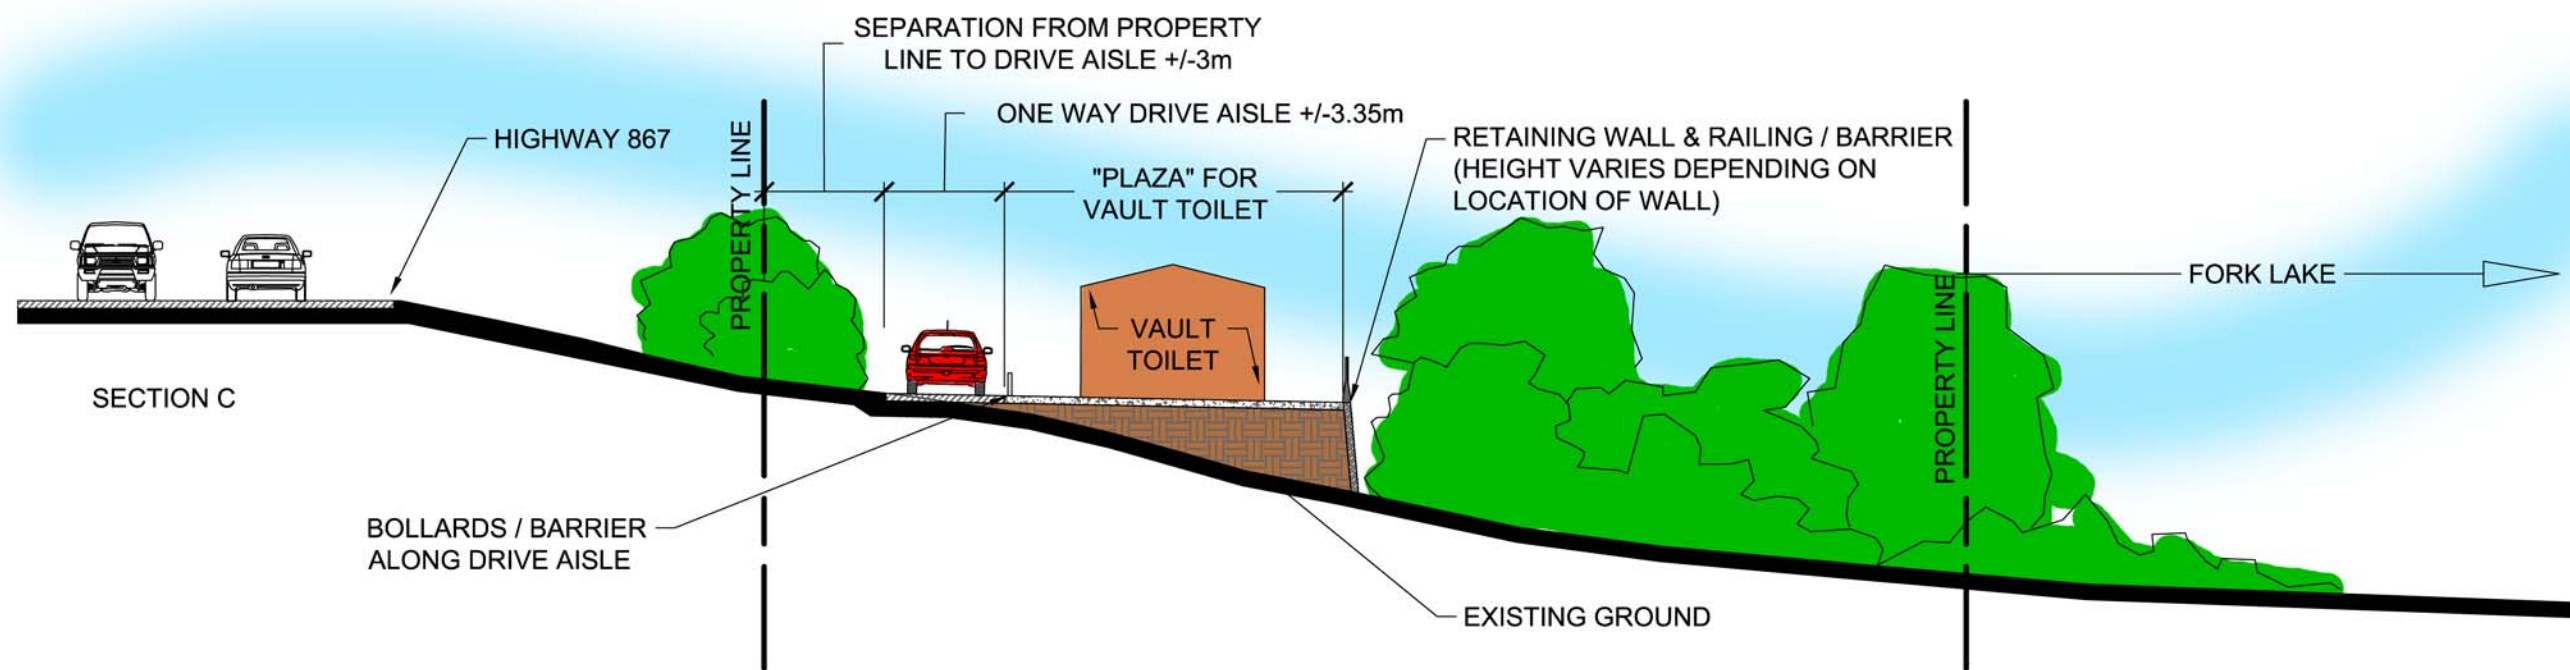 SEPARATION FROM PROPERTY
LINE TO DRIVE AISLE +/-3m
ONE WAY DRIVE AISLE +/-3.35m
HIGHWAY 867
PROPERTY LINE
"PLAZA" FOR
VAULT TOILET
RETAINING WALL & RAILING / BARRIER
(HEIGHT VARIES DEPENDING ON
LOCATION OF WALL)
FORK LAKE
VAULT
TOILET
PROPERTY LINE
SECTION C
BOLLARDS / BARRIER
ALONG DRIVE AISLE
EXISTING GROUND